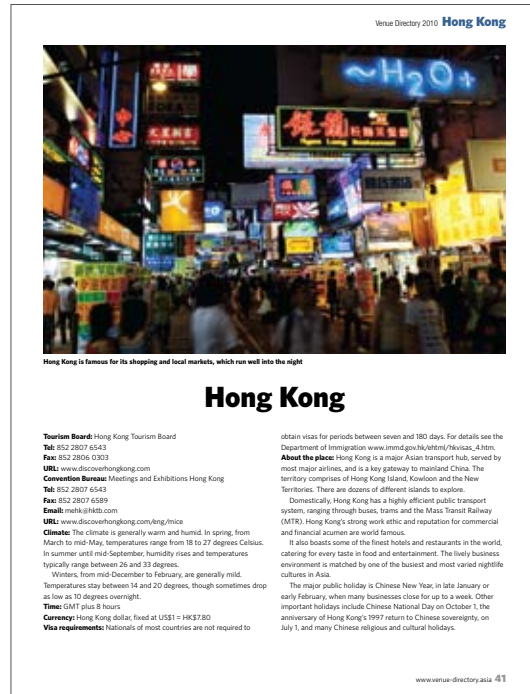 Venue Directory 2010 Hong Kong
~H2O+
Hong Kong is famous for its shopping and local markets, which run well into the night
Hong Kong
Tourism Board: Hong Kong Tourism Board
Tel: 852 2807 6543
Fax: 852 2806 0303
URL: www.discoverhongkong.com
Convention Bureau: Meetings and Exhibitions Hong Kong
Tel: 852 2807 6543
Fax: 852 2807 6589
Email: mehk@hktb.com
URL: www.discoverhongkong.com/eng/mice
Climate: The climate is generally warm and humid. In spring, from
March to mid-May, temperatures range from 18 to 27 degrees Celsius.
In summer until mid-September, humidity rises and temperatures
typically range between 26 and 33 degrees.
Winters, from mid-December to February, are generally mild.
Temperatures stay between 14 and 20 degrees, though sometimes drop
as low as 10 degrees overnight.
Time: GMT plus 8 hours
Currency: Hong Kong dollar, fixed at US$1 = HK$7.80
Visa requirements: Nationals of most countries are not required to
obtain visas for periods between seven and 180 days. For details see the
Department of Immigration www.immd.gov.hk/ehtml/hkvisas_4.htm.
About the place: Hong Kong is a major Asian transport hub, served by
most major airlines, and is a key gateway to mainland China. The
territory comprises of Hong Kong Island, Kowloon and the New
Territories. There are dozens of different islands to explore.
Domestically, Hong Kong has a highly efficient public transport
system, ranging through buses, trams and the Mass Transit Railway
(MTR). Hong Kong's strong work ethic and reputation for commercial
and financial acumen are world famous.
It also boasts some of the finest hotels and restaurants in the world,
catering for every taste in food and entertainment. The lively business
environment is matched by one of the busiest and most varied nightlife
cultures in Asia.
The major public holiday is Chinese New Year, in late January or
early February, when many businesses close for up to a week. Other
important holidays include Chinese National Day on October 1, the
anniversary of Hong Kong's 1997 return to Chinese sovereignty, on
July 1, and many Chinese religious and cultural holidays.
www.venue-directory.asia 41